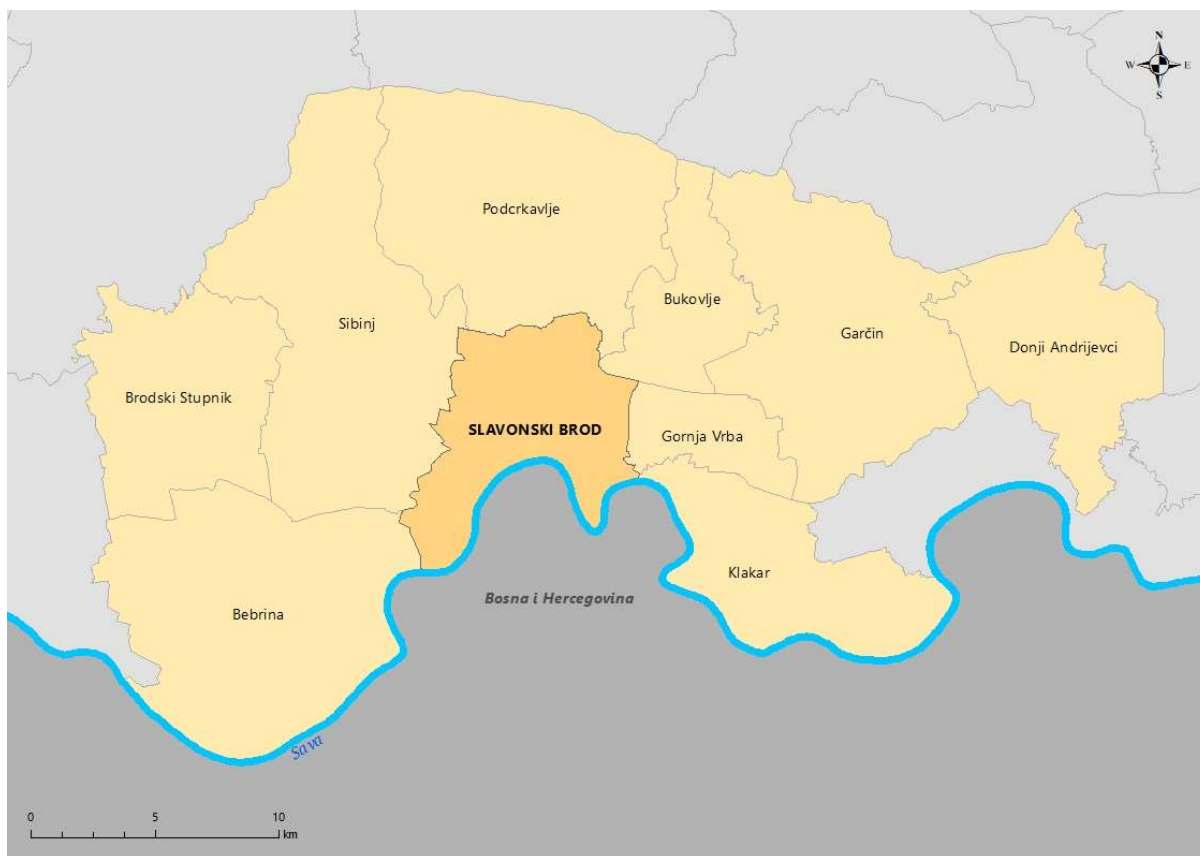 N
W E
S
Podcrkavlje
Bukovlje
Sibinj
Garčin
Donji Andrijevci
Brodski Stupnik
SLAVONSKI BROD
Gornja Vrba
Klakar
Bosna i Hercegovina
Bebrina
Sava
0 5 10
km